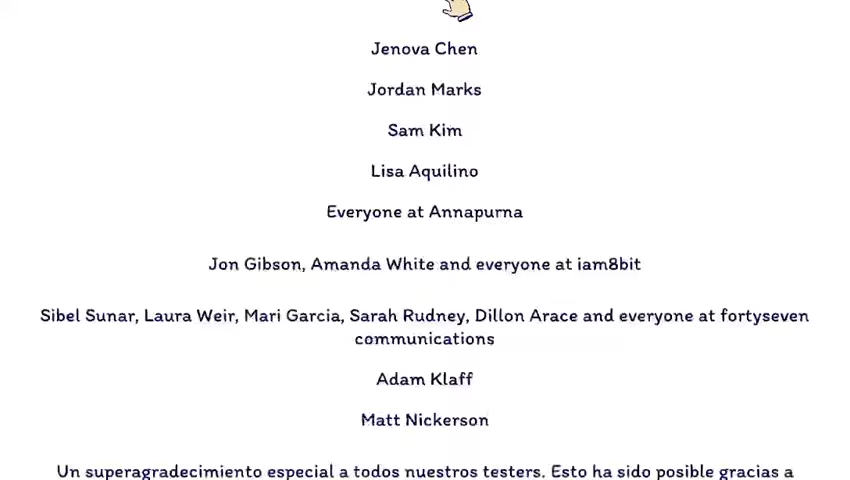 Jenova Chen
Jordan Marks
Sam Kim
Lisa Aquilino
Everyone at Annapurna
Jon Gibson, Amanda White and everyone at iam8bit
Sibel Sunar, Laura Weir, Mari Garcia, Sarah Rudney, Dillon Arace and everyone at fortyseven
communications
Adam Klaff
Matt Nickerson
Un superagradecimiento especial a todos nuestros testers. Esto ha sido posible gracias a